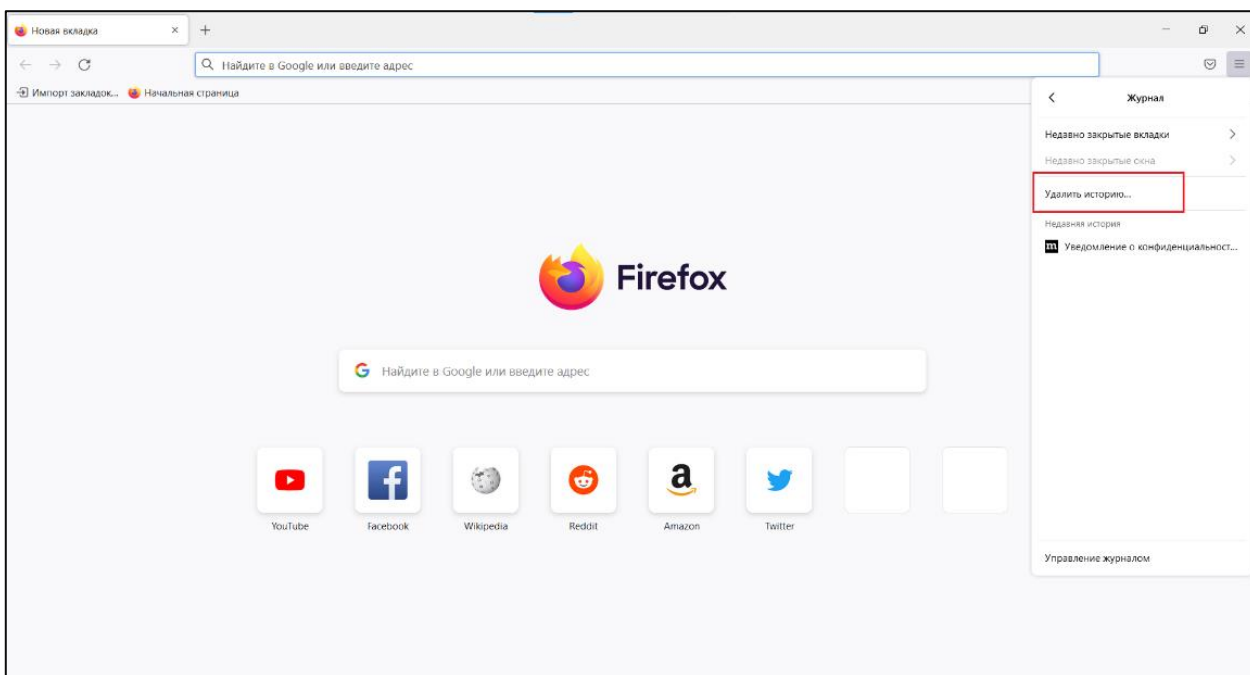 Новая вкладка
Найдите в Google или введите адрес
Импорт закладок... Начальная страница
Журнал
Недавно закрытые вкладки
Недавно закрытые окна
Удалить историю...
Недавняя история
m Уведомление о конфиденциальност...
Firefox
Найдите в Google или введите адрес
YouTube Facebook Wikipedia Reddit Amazon Twitter
Управление журналом